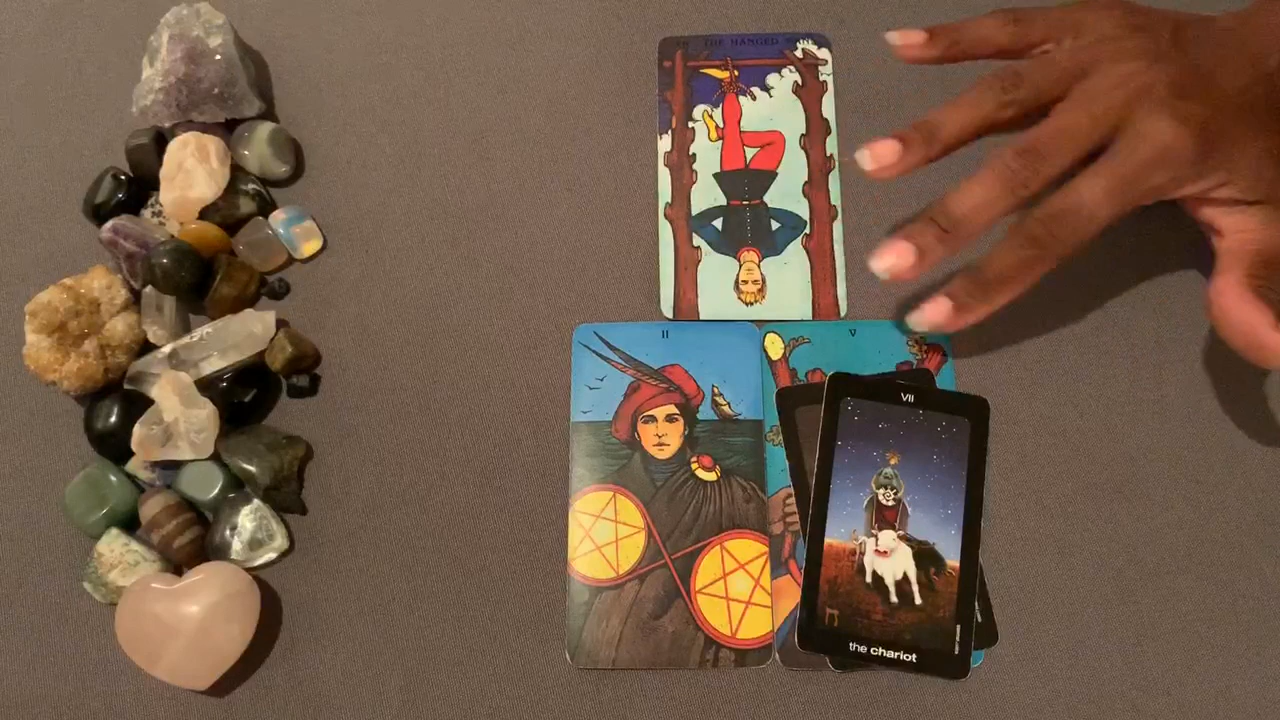 THE HANGED
II
V
VII
the chariot